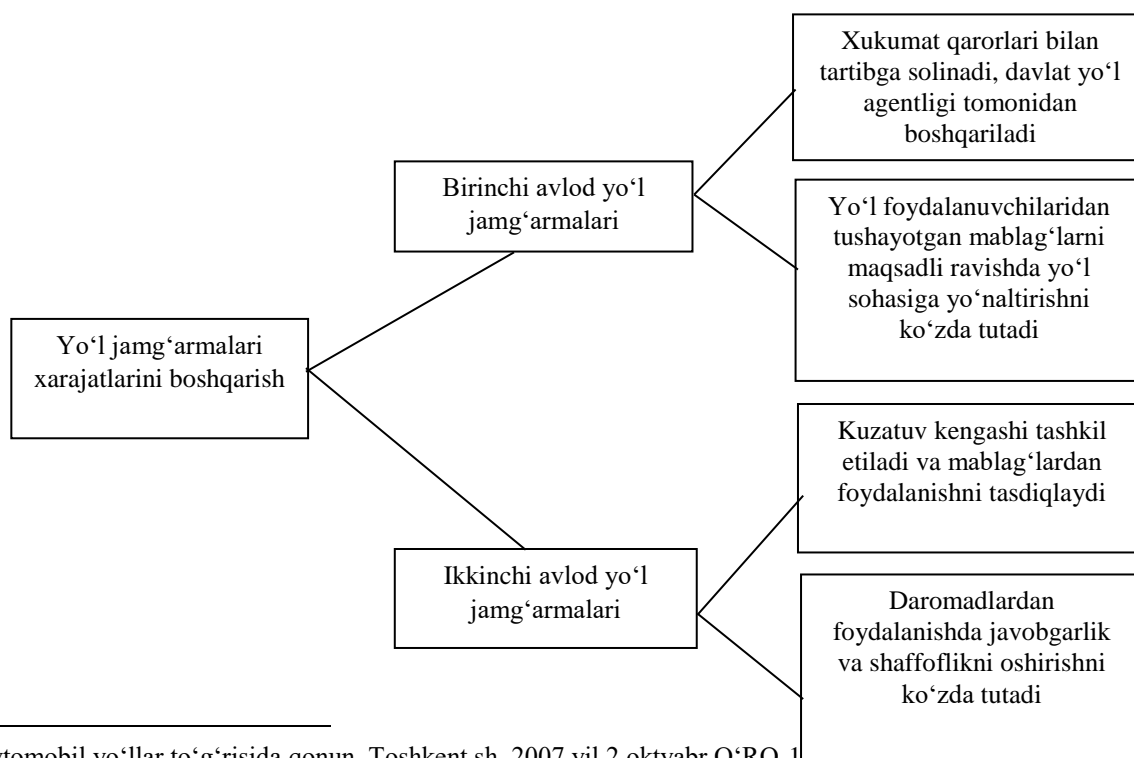 Xukumat qarorlari bilan
tartibga solinadi, davlat yo‘l
agentligi tomonidan
boshqariladi
Birinchi avlod yo‘l
jamg‘armalari
Yo‘l foydalanuvchilaridan
tushayotgan mablag‘larni
maqsadli ravishda yo‘l
sohasiga yo‘naltirishni
ko‘zda tutadi
Yo‘l jamg‘armalari
xarajatlarini boshqarish
Kuzatuv kengashi tashkil
etiladi va mablag‘lardan
foydalanishni tasdiqlaydi
Ikkinchi avlod yo‘l
jamg‘armalari
Daromadlardan
foydalanishda javobgarlik
va shaffoflikni oshirishni
ko‘zda tutadi
tomobil yo‘llar to‘g‘risida qonun. Toshkent sh. 2007 yil 2 oktyabr O‘RQ-1